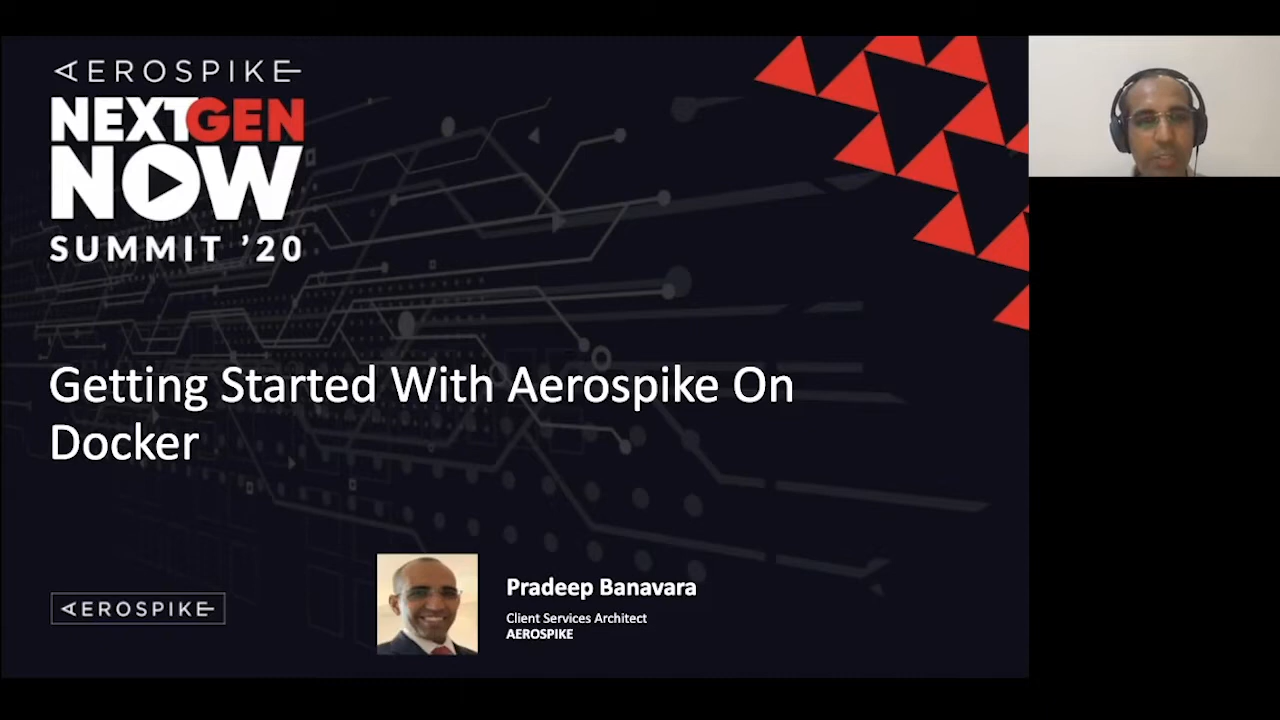 AEROSPIKE
NEXTGEN
NOW
SUMMIT ’20
Getting Started With Aerospike On
Docker
Pradeep Banavara
Client Services Architect
AEROSPIKE
AEROSPIKE